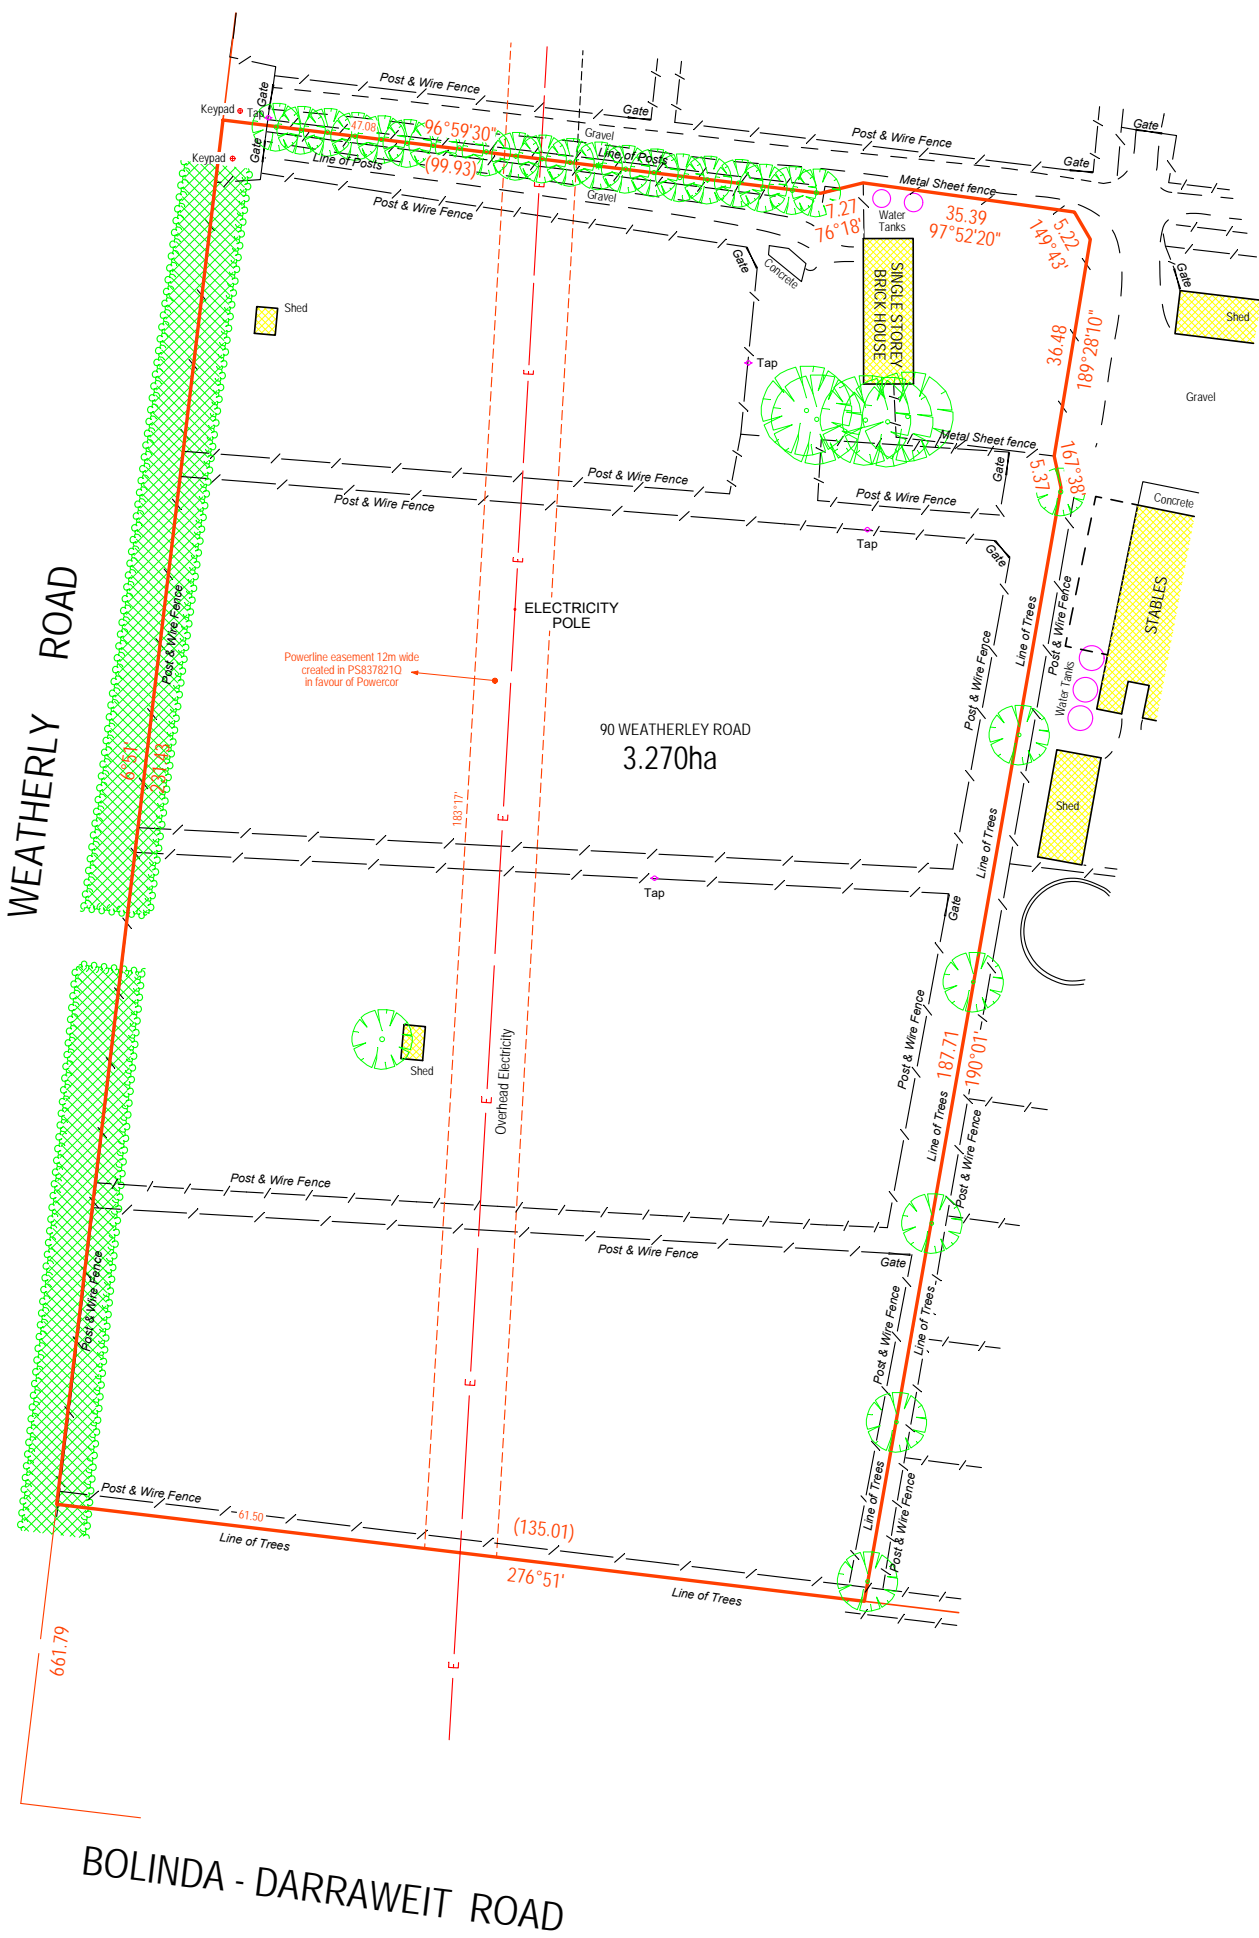 Post & Wire Fence
Gate
Keypad
Tap
Gate
47.08
96°59'30"
Gravel
Post & Wire Fence
Gate
Gate
Keypad
Gate
Line of Posts
(99.93)
Line of Posts
Gravel
Metal Sheet fence
Post & Wire Fence
7.27
76°18'
Water
Tanks
35.39
97°52'20"
5.22
149°43'
Gate
Gate
Concrete
SINGLE STOREY
BRICK HOUSE
Shed
Shed
36.48
189°28'10"
Tap
Gravel
Metal Sheet fence
Gate
167°38'
5.37
Post & Wire Fence
Post & Wire Fence
Post & Wire Fence
Concrete
Tap
Gate
WEATHERLY ROAD
Post & Wire Fence
ELECTRICITY
POLE
Line of Trees
Post & Wire Fence
STABLES
Powerline easement 12m wide
created in PS837821Q
in favour of Powercor
Post & Wire Fence
Water Tanks
90 WEATHERLEY ROAD
3.270ha
6°51'
231.43
183°17'
Shed
Line of Trees
Tap
Gate
Overhead Electricity
Shed
Post & Wire Fence
187.71
190°01'
Line of Trees
Post & Wire Fence
Post & Wire Fence
Post & Wire Fence
Gate
Post & Wire Fence
Post & Wire Fence
Line of Trees
Post & Wire Fence
61.50
Line of Trees
(135.01)
276°51'
Line of Trees
Post & Wire Fence
Line of Trees
661.79
BOLINDA - DARRAWEIT ROAD
E
E
E
E
E
E
E